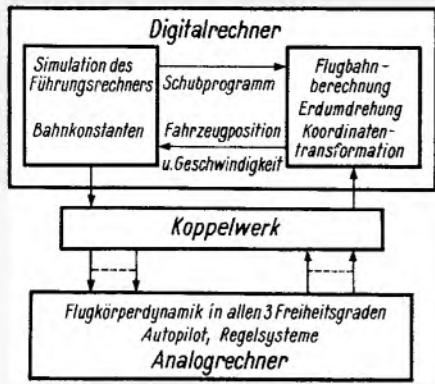 Digitalrechner
Simulation des
Führungsrechners
Bahnkonstanten
Schubprogramm
Fahrzeugposition
u. Geschwindigkeit
Flugbahn-
berechnung
Erdumdrehung
Koordinaten-
transformation
Koppelwerk
Flugkörperdynamik in allen 3 Freiheitsgraden
Autopilot, Regelsysteme
Analogrechner